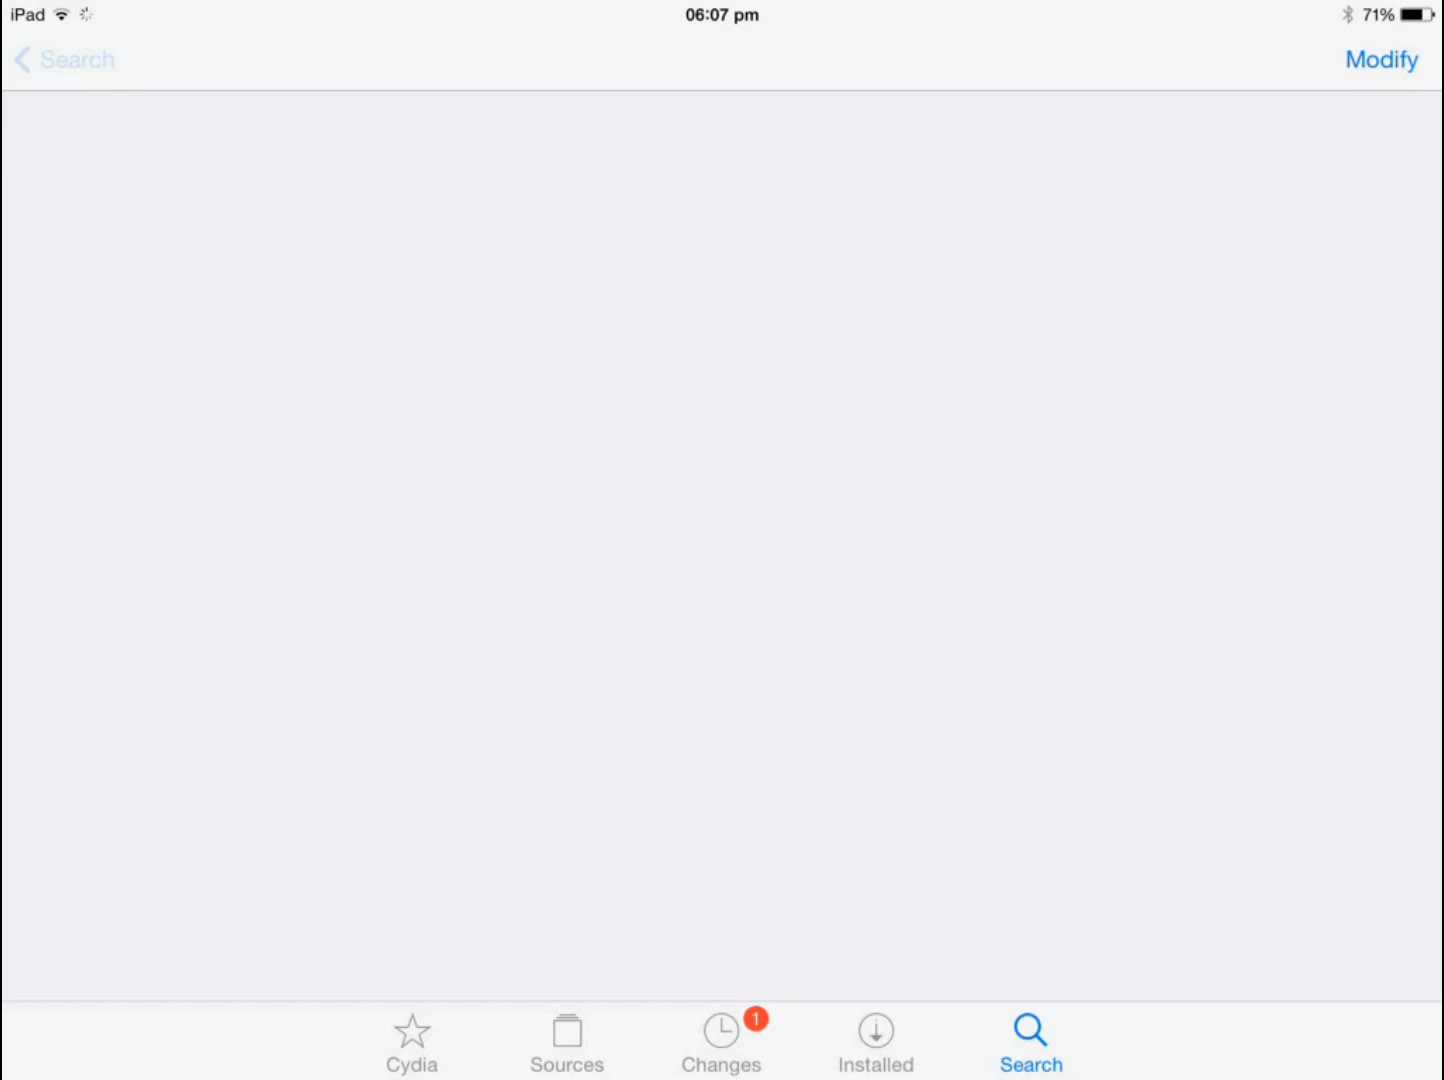 iPad
06:07 pm
71%
Search
Modify
1
Cydia
Sources
Changes
Installed
Search